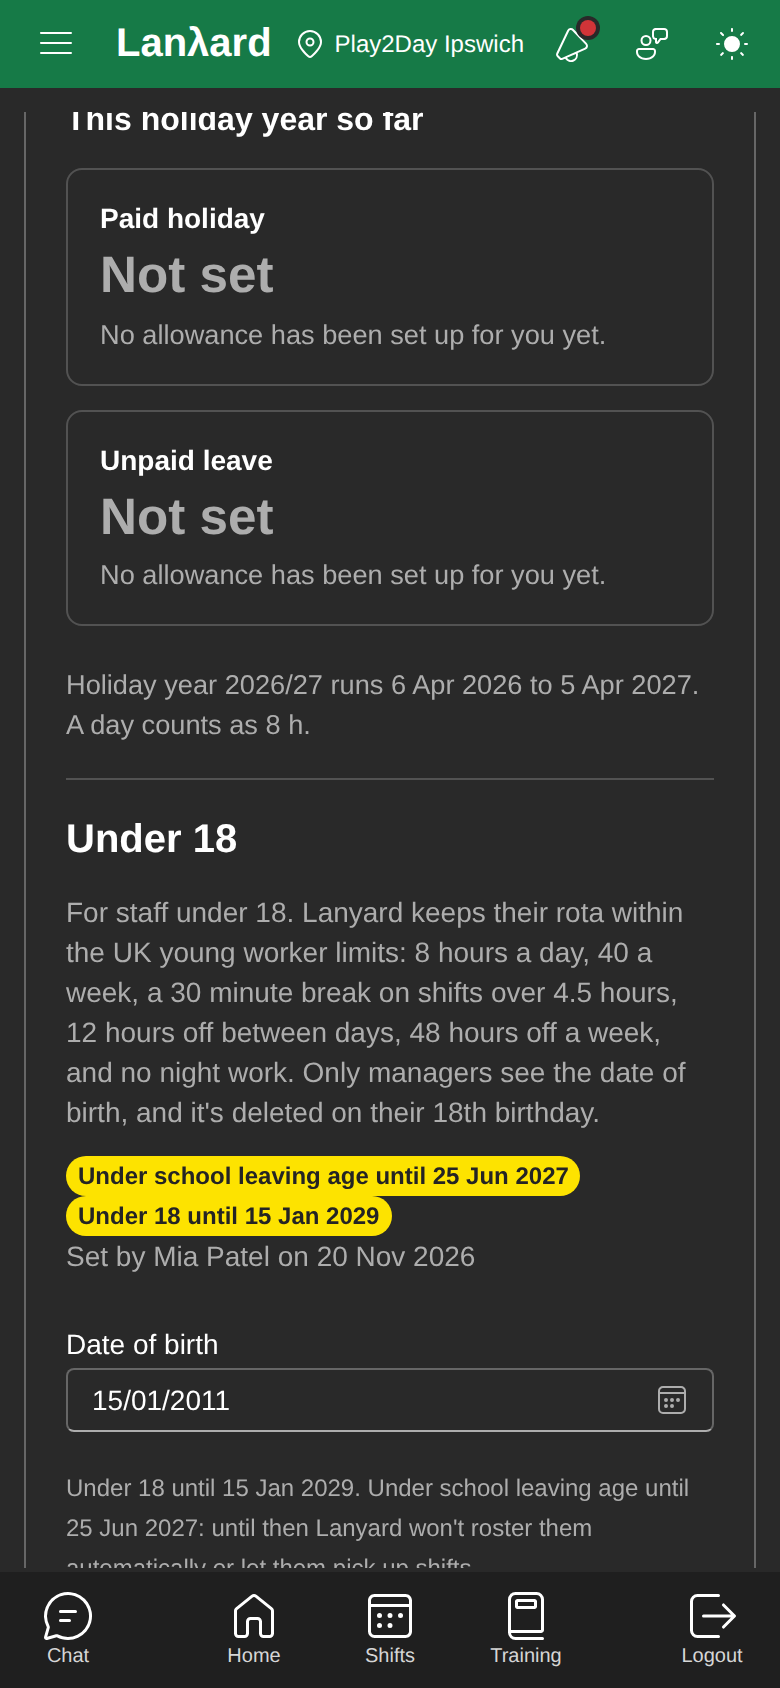 Lanλard
Play2Day Ipswich
This holiday year so far
Paid holiday
Not set
No allowance has been set up for you yet.
Unpaid leave
Not set
No allowance has been set up for you yet.
Holiday year 2026/27 runs 6 Apr 2026 to 5 Apr 2027.
A day counts as 8 h.
Under 18
For staff under 18. Lanyard keeps their rota within
the UK young worker limits: 8 hours a day, 40 a
week, a 30 minute break on shifts over 4.5 hours,
12 hours off between days, 48 hours off a week,
and no night work. Only managers see the date of
birth, and it's deleted on their 18th birthday.
Under school leaving age until 25 Jun 2027
Under 18 until 15 Jan 2029
Set by Mia Patel on 20 Nov 2026
Date of birth
15/01/2011
Under 18 until 15 Jan 2029. Under school leaving age until
25 Jun 2027: until then Lanyard won't roster them
automatically or let them pick up shifts.
Chat
Home
Shifts
Training
Logout